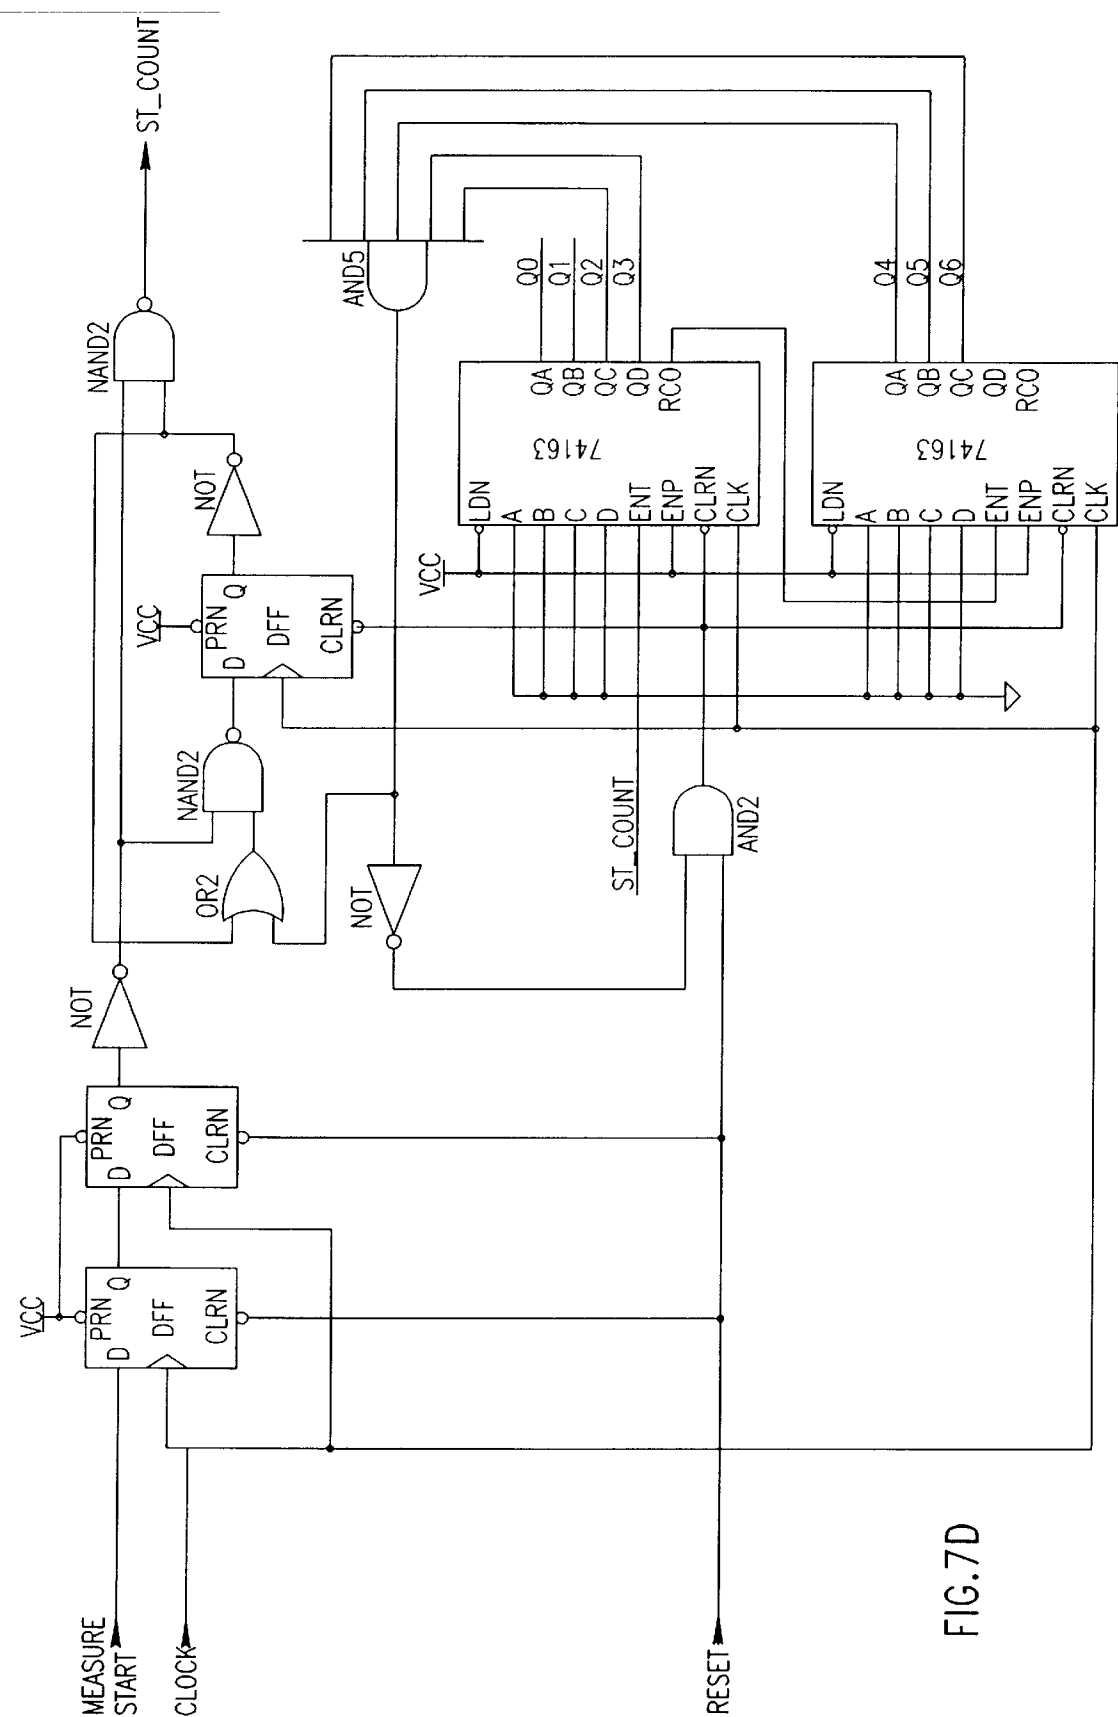 MEASURE
START
CLOCK
RESET
VCC
PRN
D
Q
DFF
CLRN
PRN
D
Q
DFF
CLRN
NOT
OR2
NAND2
VCC
PRN
D
Q
DFF
CLRN
NOT
NAND2
ST_COUNT
NOT
AND5
ST_COUNT
AND2
VCC
LDN
A
B
C
D
ENT
ENP
CLRN
CLK
74163
QA
QB
QC
QD
RCO
Q0
Q1
Q2
Q3
LDN
A
B
C
D
ENT
ENP
CLRN
CLK
74163
QA
QB
QC
QD
RCO
Q4
Q5
Q6
FIG.7D